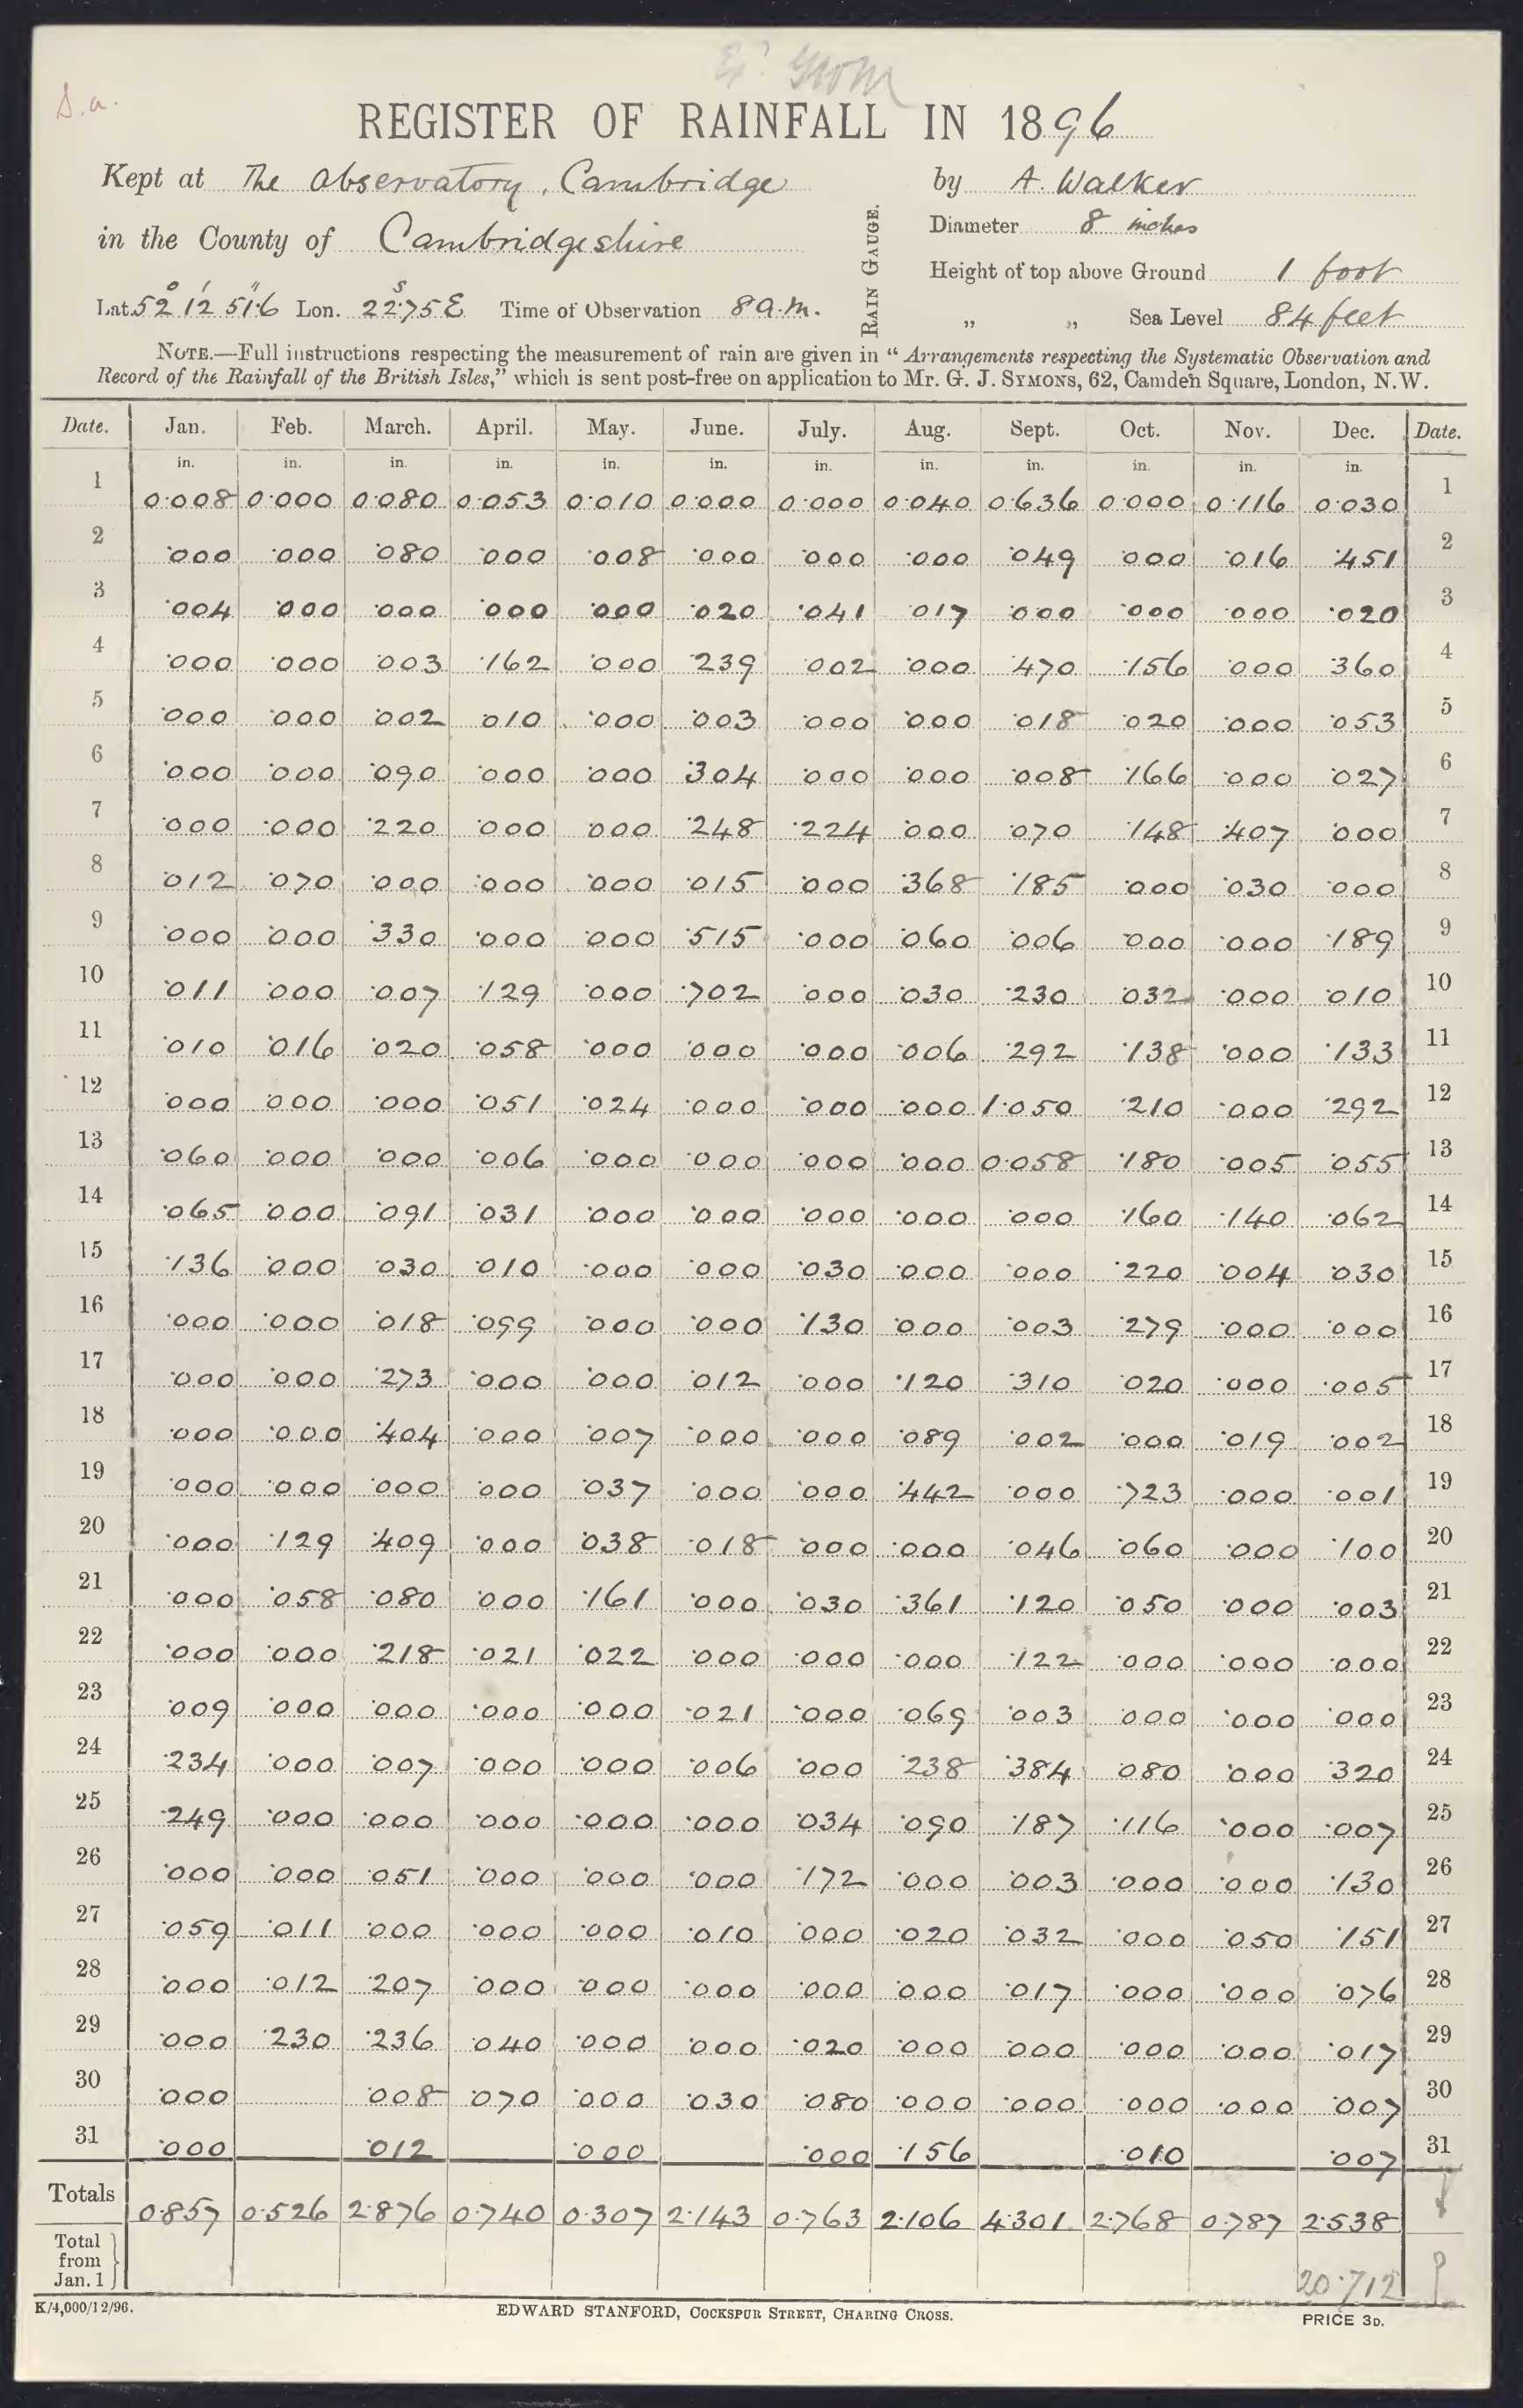 S.a.
REGISTER OF RAINFALL IN 1896
Kept at The Observatory, Cambridge by A. Walker
in the County of Cambridgeshire
RAIN GAUGE.
Diameter 8 inches
Height of top above Ground 1 foot
„ „ Sea Level 84 feet
Lat. 52° 12′ 51·6″ Lon. 22·75ˢ E Time of Observation 8 a.m.
NOTE.—Full instructions respecting the measurement of rain are given in “Arrangements respecting the Systematic Observation and
Record of the Rainfall of the British Isles,” which is sent post-free on application to Mr. G. J. SYMONS, 62, Camden Square, London, N.W.
Date. Jan. Feb. March. April. May. June. July. Aug. Sept. Oct. Nov. Dec. Date.
in. in. in. in. in. in. in. in. in. in. in. in.
1 0·008 0·000 0·080 0·053 0·010 0·000 0·000 0·040 0·636 0·000 0·116 0·030 1
2 ·000 ·000 ·080 ·000 ·008 ·000 ·000 ·000 ·049 ·000 ·016 ·451 2
3 ·004 ·000 ·000 ·000 ·000 ·020 ·041 ·017 ·000 ·000 ·000 ·020 3
4 ·000 ·000 ·003 ·162 ·000 ·239 ·002 ·000 ·470 ·156 ·000 ·360 4
5 ·000 ·000 ·002 ·010 ·000 ·003 ·000 ·000 ·018 ·020 ·000 ·053 5
6 ·000 ·000 ·090 ·000 ·000 ·304 ·000 ·000 ·008 ·166 ·000 ·027 6
7 ·000 ·000 ·220 ·000 ·000 ·248 ·224 ·000 ·070 ·148 ·407 ·000 7
8 ·012 ·070 ·000 ·000 ·000 ·015 ·000 ·368 ·185 ·000 ·030 ·000 8
9 ·000 ·000 ·330 ·000 ·000 ·515 ·000 ·060 ·006 ·000 ·000 ·189 9
10 ·011 ·000 ·007 ·129 ·000 ·702 ·000 ·030 ·230 ·032 ·000 ·010 10
11 ·010 ·016 ·020 ·058 ·000 ·000 ·000 ·006 ·292 ·138 ·000 ·133 11
12 ·000 ·000 ·000 ·051 ·024 ·000 ·000 ·000 1·050 ·210 ·000 ·292 12
13 ·060 ·000 ·000 ·006 ·000 ·000 ·000 ·000 0·058 ·180 ·005 ·055 13
14 ·065 ·000 ·091 ·031 ·000 ·000 ·000 ·000 ·000 ·160 ·140 ·062 14
15 ·136 ·000 ·030 ·010 ·000 ·000 ·030 ·000 ·000 ·220 ·004 ·030 15
16 ·000 ·000 ·018 ·099 ·000 ·000 ·130 ·000 ·003 ·279 ·000 ·000 16
17 ·000 ·000 ·273 ·000 ·000 ·012 ·000 ·120 ·310 ·020 ·000 ·005 17
18 ·000 ·000 ·404 ·000 ·007 ·000 ·000 ·089 ·002 ·000 ·019 ·002 18
19 ·000 ·000 ·000 ·000 ·037 ·000 ·000 ·442 ·000 ·723 ·000 ·001 19
20 ·000 ·129 ·409 ·000 ·038 ·018 ·000 ·000 ·046 ·060 ·000 ·100 20
21 ·000 ·058 ·080 ·000 ·161 ·000 ·030 ·361 ·120 ·050 ·000 ·003 21
22 ·000 ·000 ·218 ·021 ·022 ·000 ·000 ·000 ·122 ·000 ·000 ·000 22
23 ·009 ·000 ·000 ·000 ·000 ·021 ·000 ·069 ·003 ·000 ·000 ·000 23
24 ·234 ·000 ·007 ·000 ·000 ·006 ·000 ·238 ·384 ·080 ·000 ·320 24
25 ·249 ·000 ·000 ·000 ·000 ·000 ·034 ·090 ·187 ·116 ·000 ·007 25
26 ·000 ·000 ·051 ·000 ·000 ·000 ·172 ·000 ·003 ·000 ·000 ·130 26
27 ·059 ·011 ·000 ·000 ·000 ·010 ·000 ·020 ·032 ·000 ·050 ·151 27
28 ·000 ·012 ·207 ·000 ·000 ·000 ·000 ·000 ·017 ·000 ·000 ·076 28
29 ·000 ·230 ·236 ·040 ·000 ·000 ·020 ·000 ·000 ·000 ·000 ·017 29
30 ·000 ·008 ·070 ·000 ·030 ·080 ·000 ·000 ·000 ·000 ·007 30
31 ·000 ·012 ·000 ·000 ·156 ·010 ·007 31
Totals 0·857 0·526 2·876 0·740 0·307 2·143 0·763 2·106 4·301 2·768 0·787 2·538
Total from Jan. 1 20·712
K/4,000/12/96.
EDWARD STANFORD, COCKSPUR STREET, CHARING CROSS.
PRICE 3D.